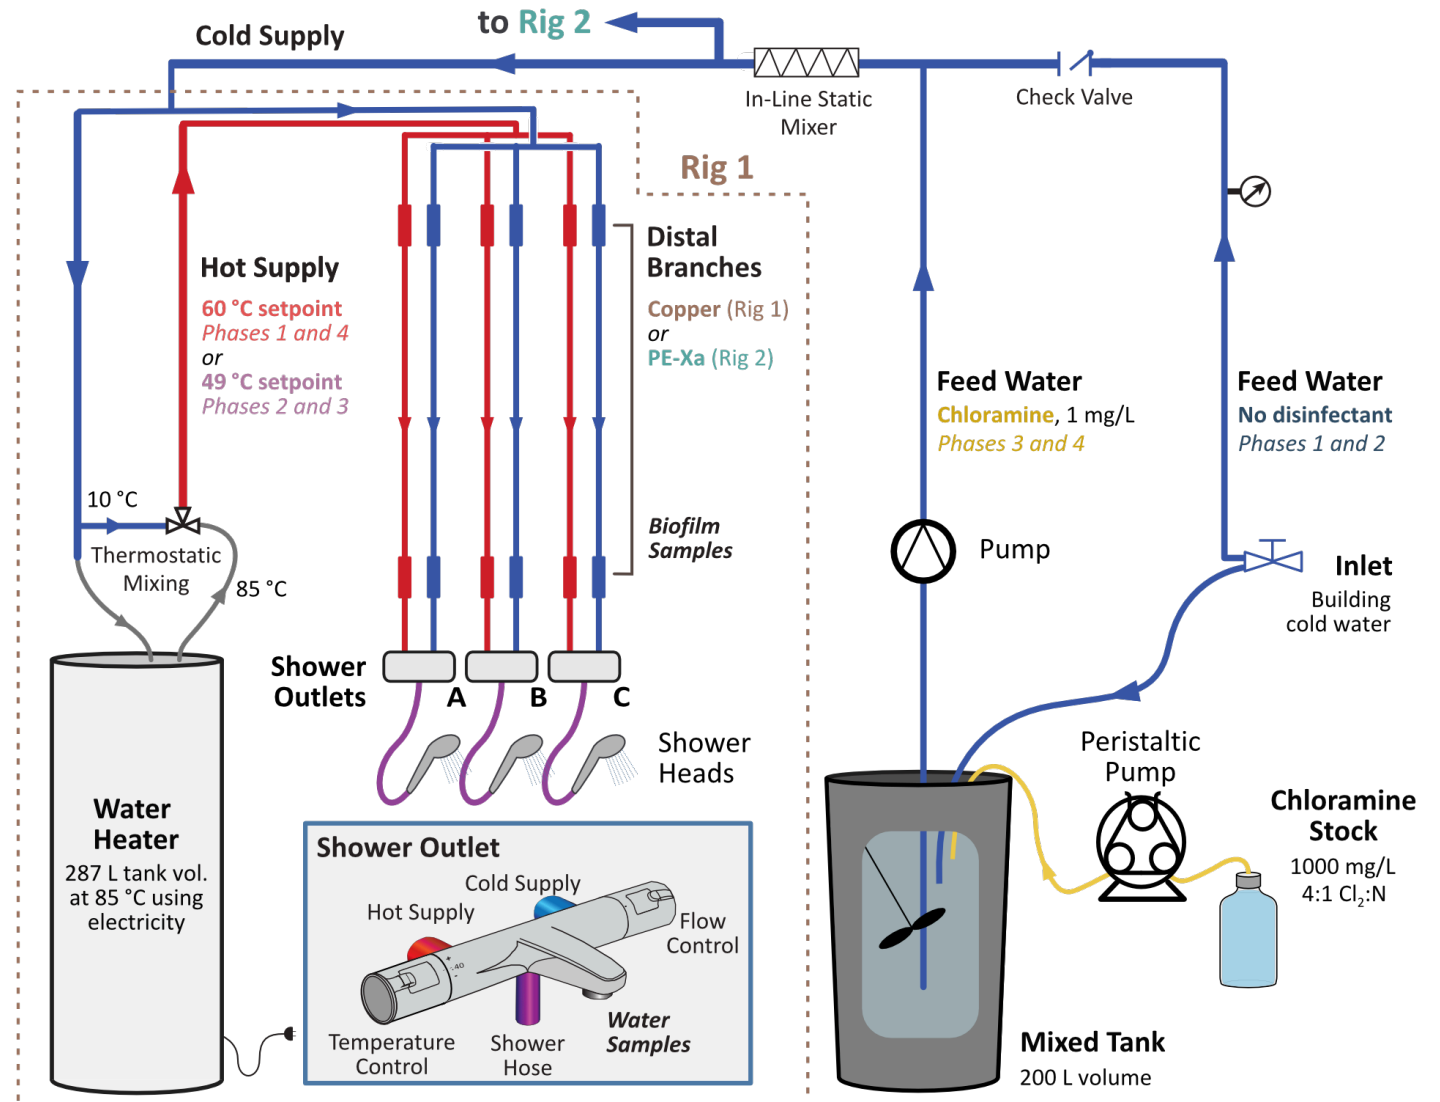 to Rig 2
Cold Supply
In-Line Static
Mixer
Check Valve
Rig 1
Hot Supply
60 °C setpoint
Phases 1 and 4
or
49 °C setpoint
Phases 2 and 3
Distal
Branches
Copper (Rig 1)
or
PE-Xa (Rig 2)
Feed Water
Chloramine, 1 mg/L
Phases 3 and 4
Feed Water
No disinfectant
Phases 1 and 2
10 °C
Thermostatic
Mixing
85 °C
Biofilm
Samples
Pump
Inlet
Building
cold water
Shower
Outlets
A
B
C
Shower
Heads
Peristaltic
Pump
Chloramine
Stock
1000 mg/L
4:1 Cl₂:N
Water
Heater
287 L tank vol.
at 85 °C using
electricity
Shower Outlet
Cold Supply
Hot Supply
Flow
Control
+
40
-
Temperature
Control
Shower
Hose
Water
Samples
Mixed Tank
200 L volume